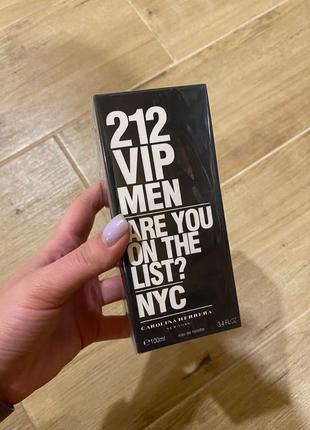 212
VIP
MEN
ARE YOU
ON THE
LIST?
NYC
CAROLINA HERRERA
NEW YORK
℮100ml eau de toilette 3.4 FL.OZ